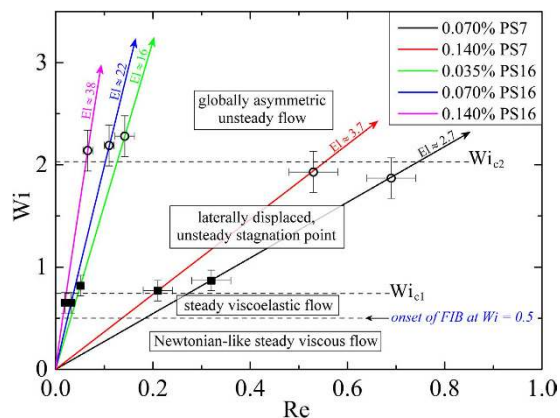 0.070% PS7
0.140% PS7
0.035% PS16
0.070% PS16
0.140% PS16
El ≈ 38
El ≈ 22
El ≈ 16
El ≈ 3.7
El ≈ 2.7
globally asymmetric
unsteady flow
Wi_c2
laterally displaced,
unsteady stagnation point
Wi_c1
steady viscoelastic flow
onset of FIB at Wi = 0.5
Newtonian-like steady viscous flow
Wi
3
2
1
0
0.0
0.2
0.4
0.6
0.8
1.0
Re